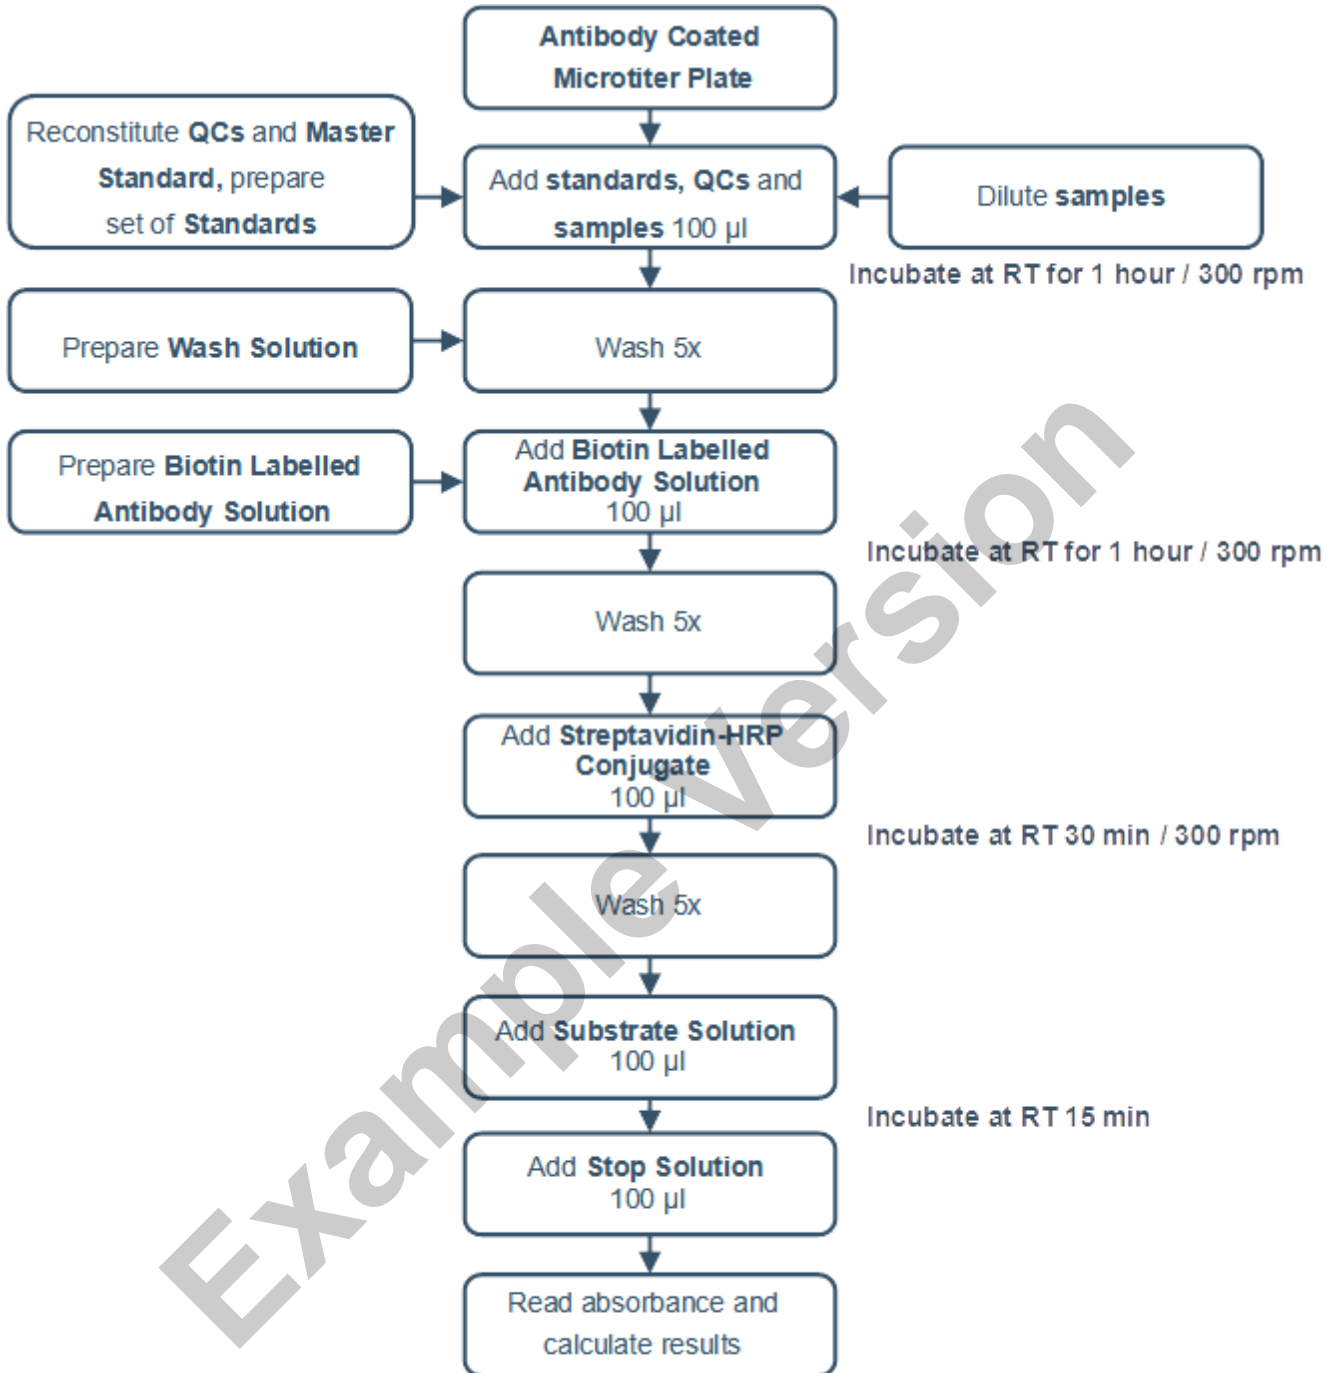 Antibody Coated
Microtiter Plate
Reconstitute QCs and Master
Standard, prepare
set of Standards
Add standards, QCs and
samples 100 µl
Dilute samples
Incubate at RT for 1 hour / 300 rpm
Prepare Wash Solution
Wash 5x
Prepare Biotin Labelled
Antibody Solution
Add Biotin Labelled
Antibody Solution
100 µl
Incubate at RT for 1 hour / 300 rpm
Wash 5x
Add Streptavidin-HRP
Conjugate
100 µl
Incubate at RT 30 min / 300 rpm
Wash 5x
Add Substrate Solution
100 µl
Incubate at RT 15 min
Add Stop Solution
100 µl
Read absorbance and
calculate results
Example Version